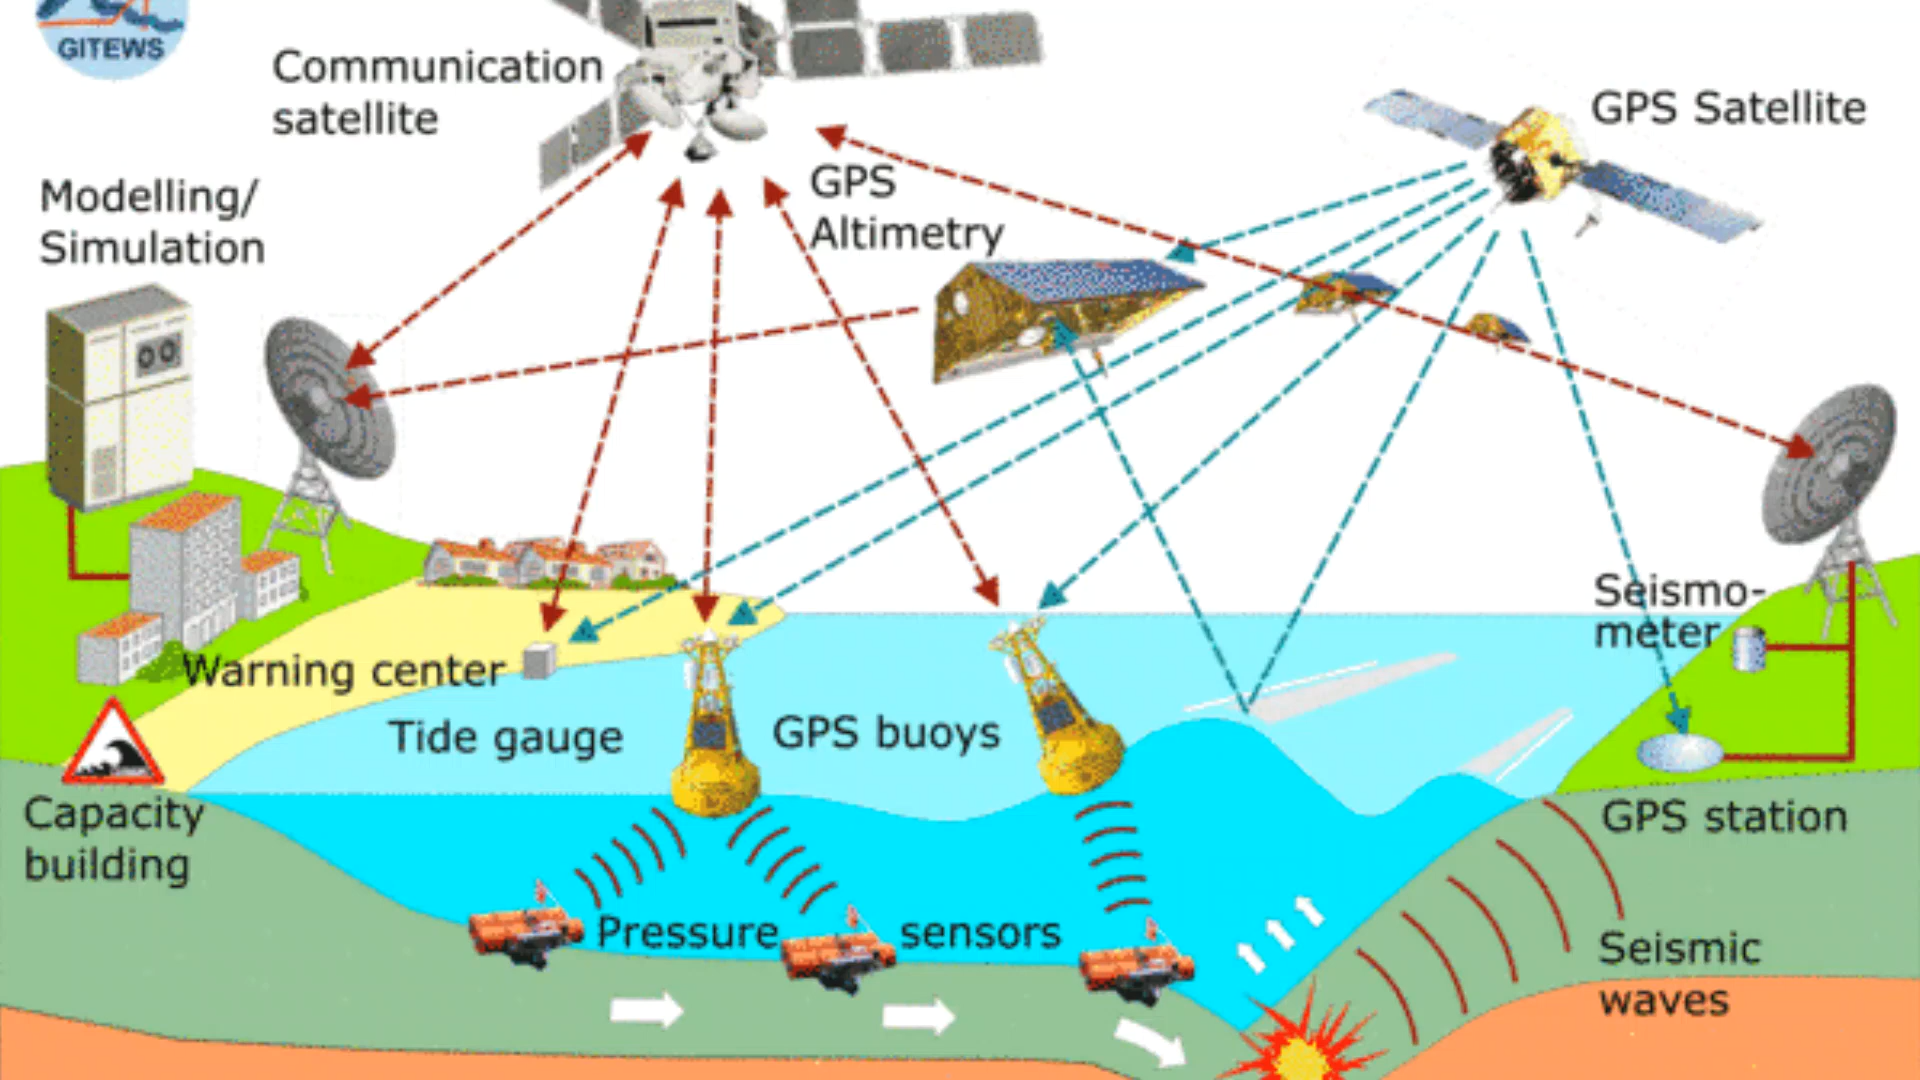 GITEWS
Communication
satellite
GPS Satellite
Modelling/
Simulation
GPS
Altimetry
Seismo-
meter
Warning center
Tide gauge
GPS buoys
Capacity
building
GPS station
Pressure sensors
Seismic
waves